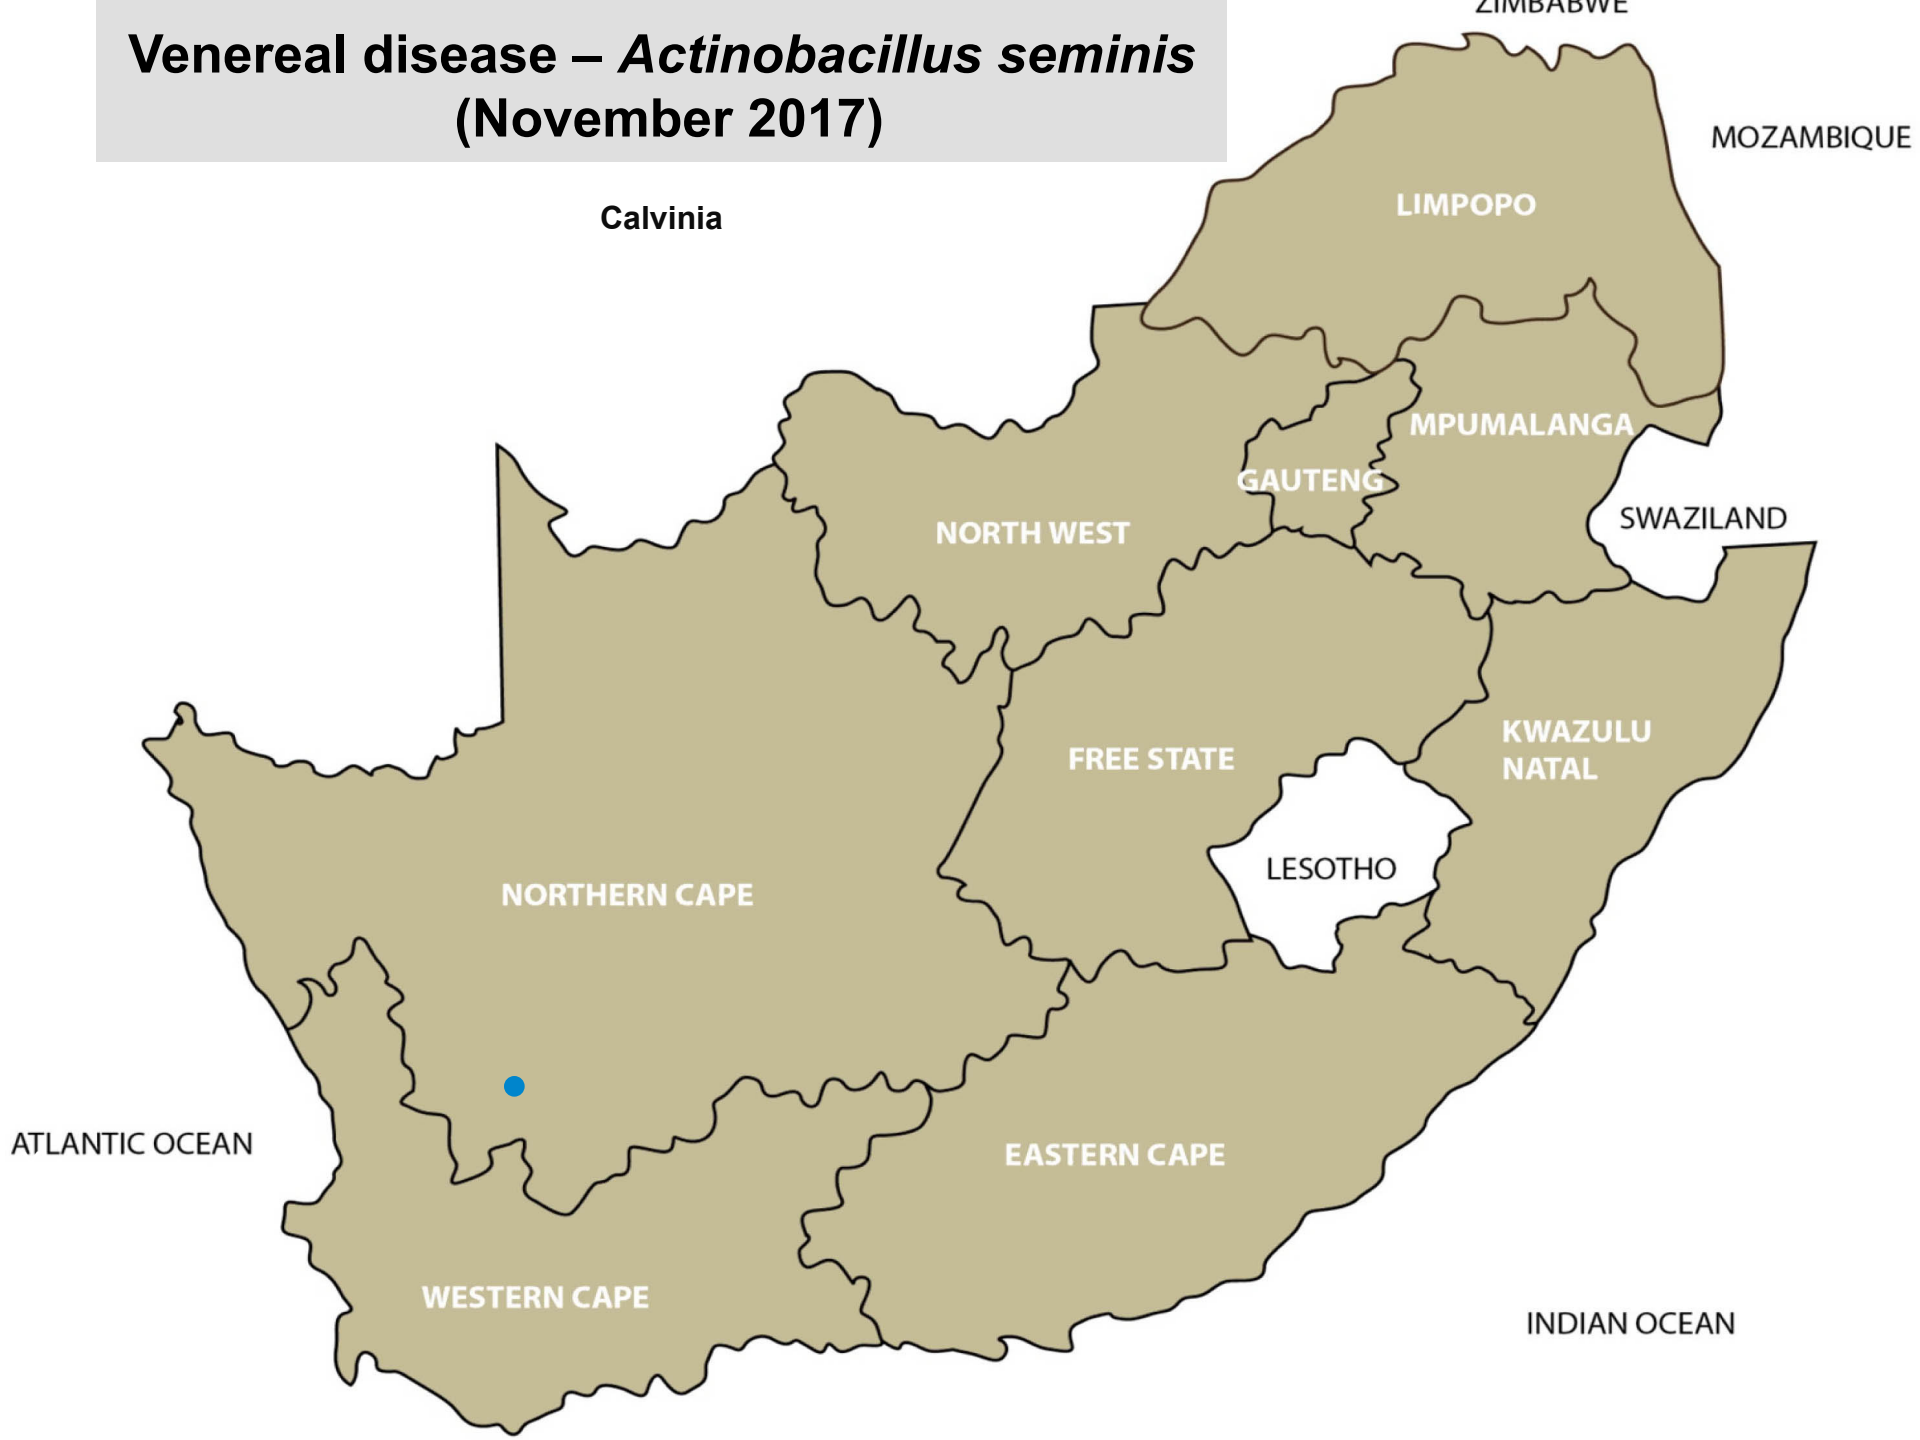 ZIMBABWE
Venereal disease – Actinobacillus seminis
(November 2017)
MOZAMBIQUE
Calvinia
LIMPOPO
MPUMALANGA
GAUTENG
SWAZILAND
NORTH WEST
KWAZULU
NATAL
FREE STATE
LESOTHO
NORTHERN CAPE
ATLANTIC OCEAN
EASTERN CAPE
WESTERN CAPE
INDIAN OCEAN